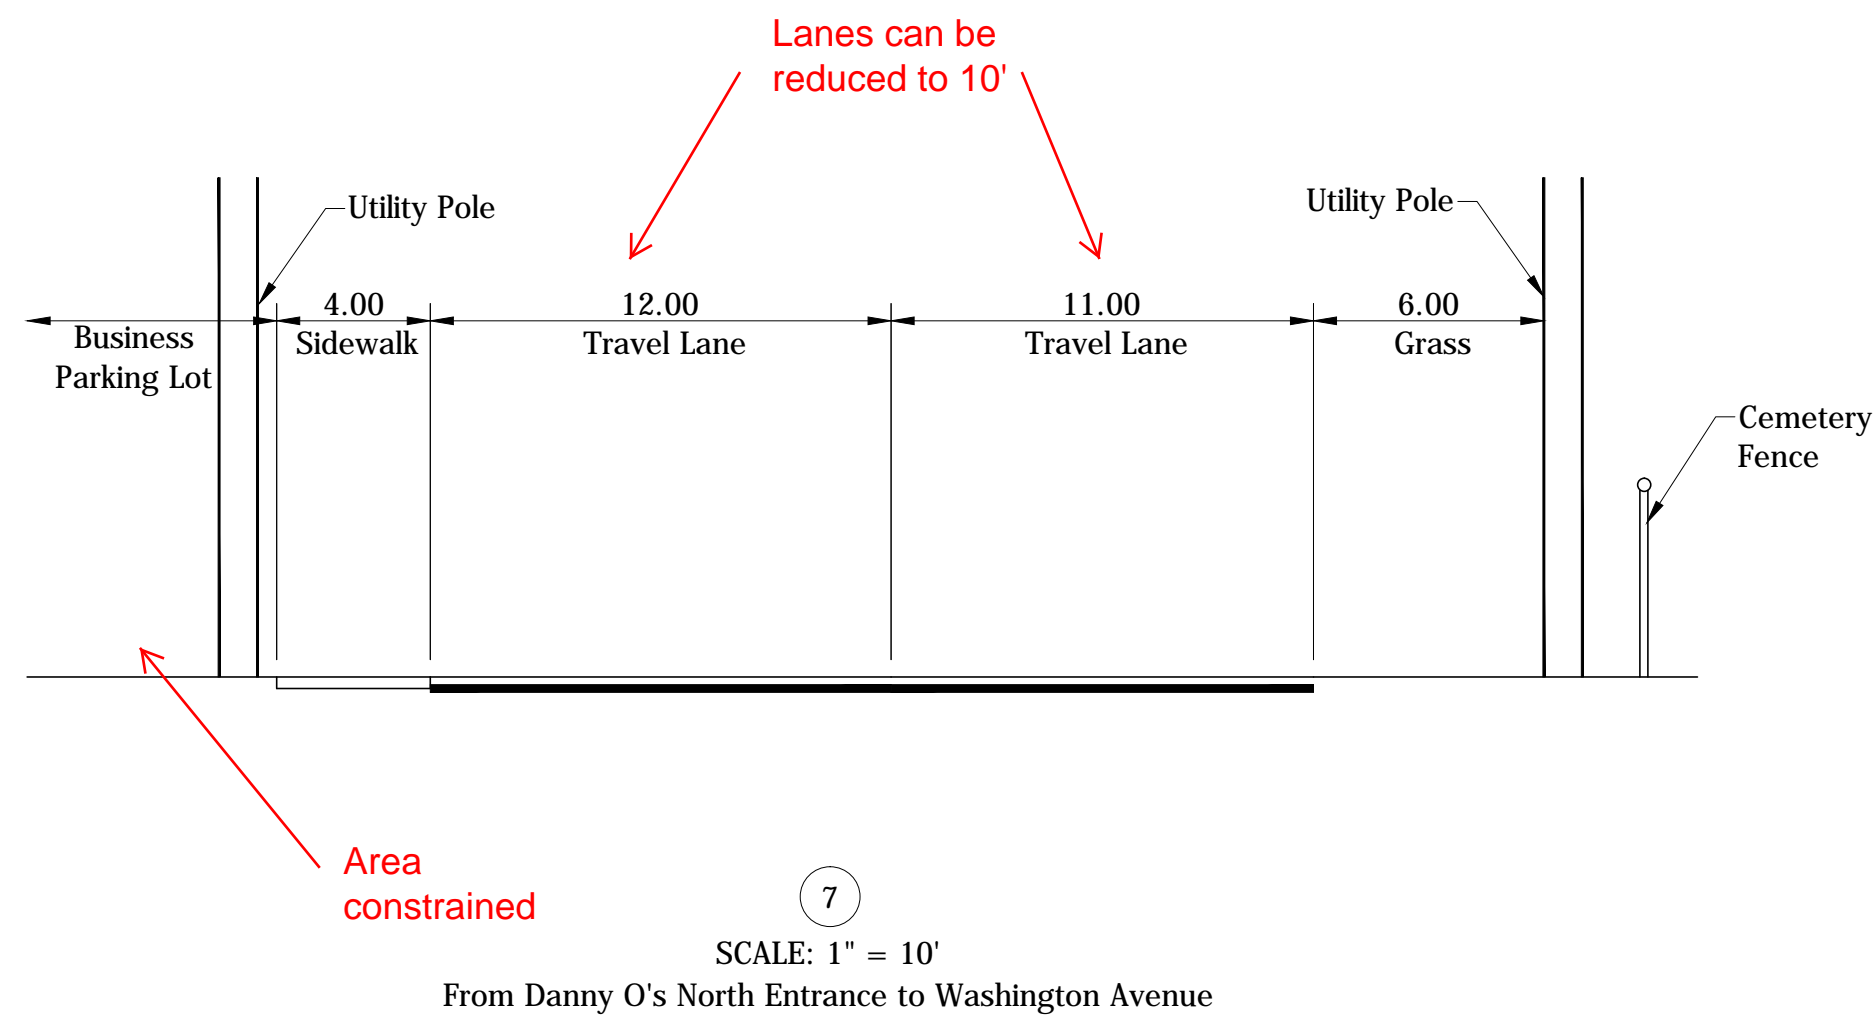 Lanes can be
reduced to 10'
Utility Pole
Utility Pole
4.00
12.00
11.00
6.00
Business
Parking Lot
Sidewalk
Travel Lane
Travel Lane
Grass
Cemetery
Fence
Area
constrained
7
SCALE: 1" = 10'
From Danny O's North Entrance to Washington Avenue